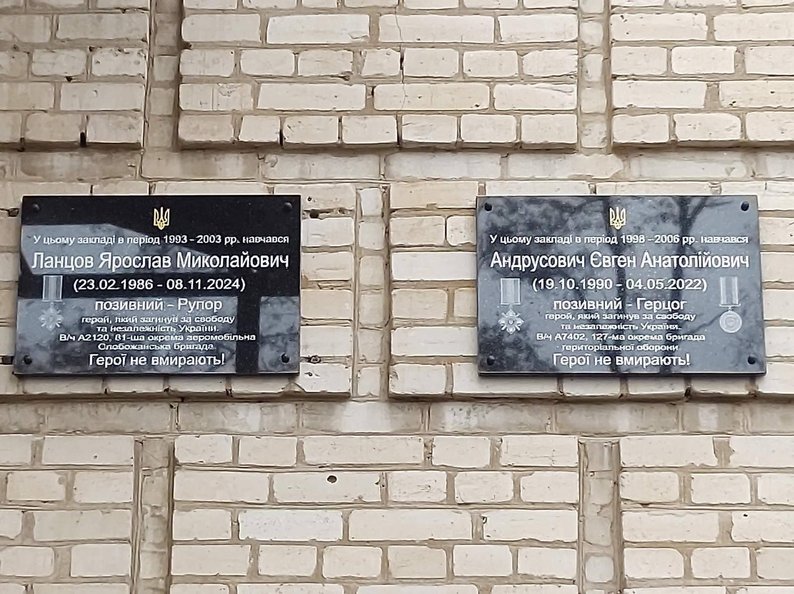 У цьому закладі в період 1993 - 2003 рр. навчався
Ланцов Ярослав Миколайович
(23.02.1986 - 08.11.2024)
позивний - Рупор
герой, який загинув за свободу
та незалежність України.
В/ч А2120, 81-ша окрема аеромобільна
Слобожанська бригада
Герої не вмирають!
У цьому закладі в період 1998 –2006 рр. навчався
Андрусович Євген Анатолійович
(19.10.1990 - 04.05.2022)
позивний - Герцог
герой, який загинув за свободу
та незалежність України.
В/ч А7402, 127-ма окрема бригада
територіальної оборони
Герої не вмирають!